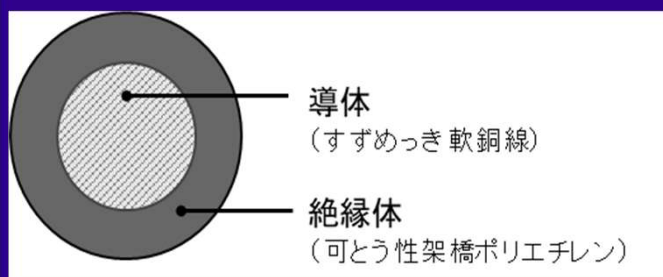 導体
（すずめっき軟銅線）
絶縁体
（可とう性架橋ポリエチレン）